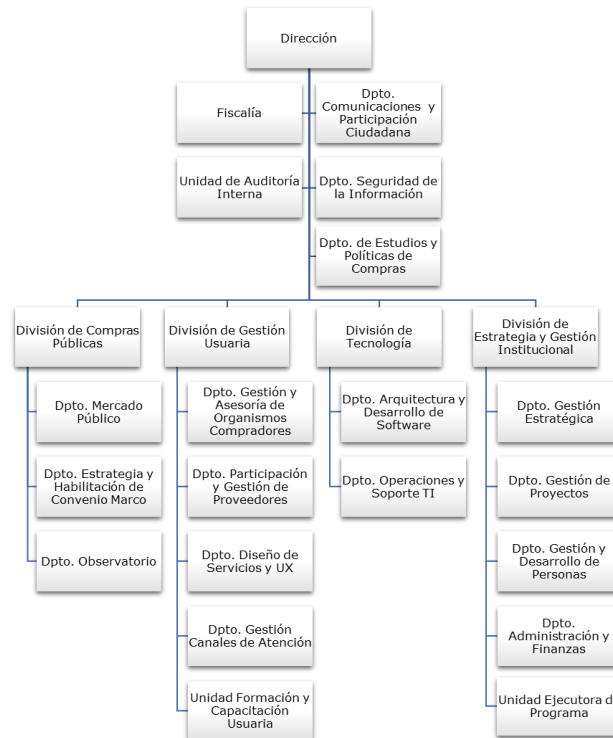 Dirección
Fiscalía
Dpto.
Comunicaciones y
Participación
Ciudadana
Unidad de Auditoría
Interna
Dpto. Seguridad de
la Información
Dpto. de Estudios y
Políticas de
Compras
División de Compras
Públicas
División de Gestión
Usuaria
División de
Tecnología
División de
Estrategia y Gestión
Institucional
Dpto. Mercado
Público
Dpto. Estrategia y
Habilitación de
Convenio Marco
Dpto. Observatorio
Dpto. Gestión y
Asesoría de
Organismos
Compradores
Dpto. Participación
y Gestión de
Proveedores
Dpto. Diseño de
Servicios y UX
Dpto. Gestión
Canales de Atención
Unidad Formación y
Capacitación
Usuaria
Dpto. Arquitectura y
Desarrollo de
Software
Dpto. Operaciones y
Soporte TI
Dpto. Gestión
Estratégica
Dpto. Gestión de
Proyectos
Dpto. Gestión y
Desarrollo de
Personas
Dpto.
Administración y
Finanzas
Unidad Ejecutora d
Programa